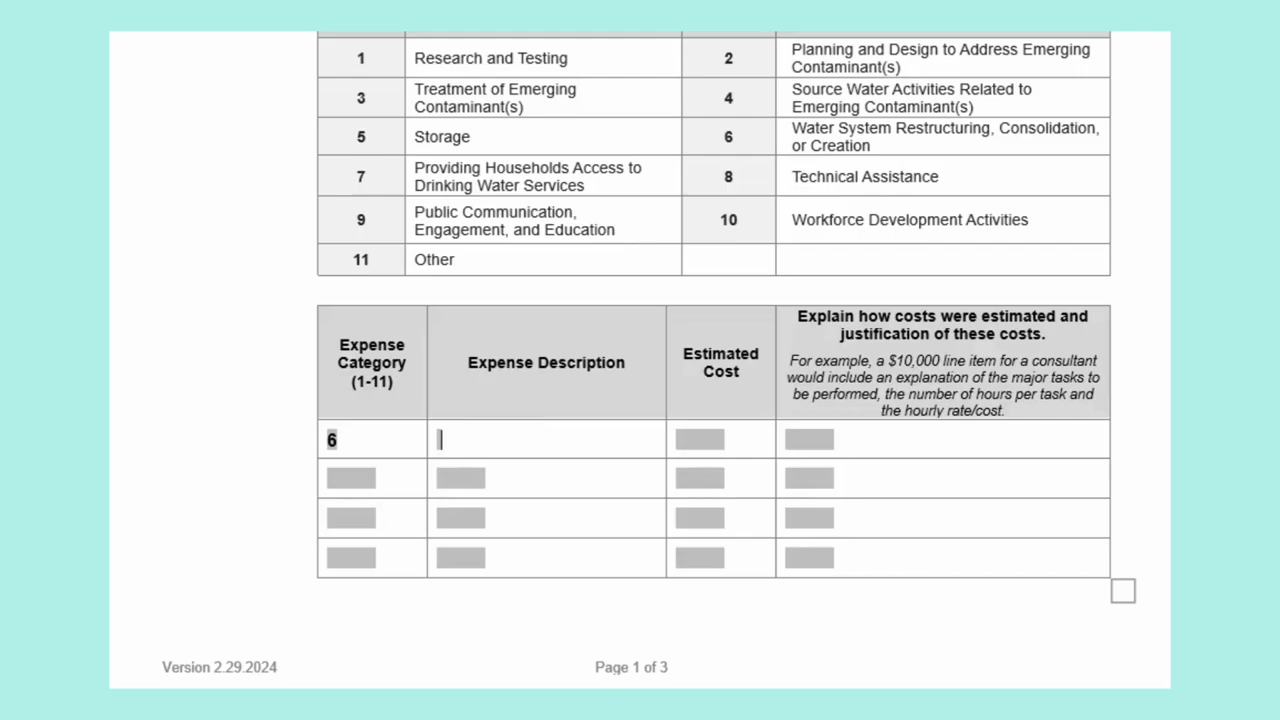 1 Research and Testing 2 Planning and Design to Address Emerging
Contaminant(s)
3 Treatment of Emerging
Contaminant(s) 4 Source Water Activities Related to
Emerging Contaminant(s)
5 Storage 6 Water System Restructuring, Consolidation,
or Creation
7 Providing Households Access to
Drinking Water Services 8 Technical Assistance
9 Public Communication,
Engagement, and Education 10 Workforce Development Activities
11 Other
Expense
Category
(1-11)
Expense Description
Estimated
Cost
Explain how costs were estimated and
justification of these costs.
For example, a $10,000 line item for a consultant
would include an explanation of the major tasks to
be performed, the number of hours per task and
the hourly rate/cost.
6
Version 2.29.2024
Page 1 of 3